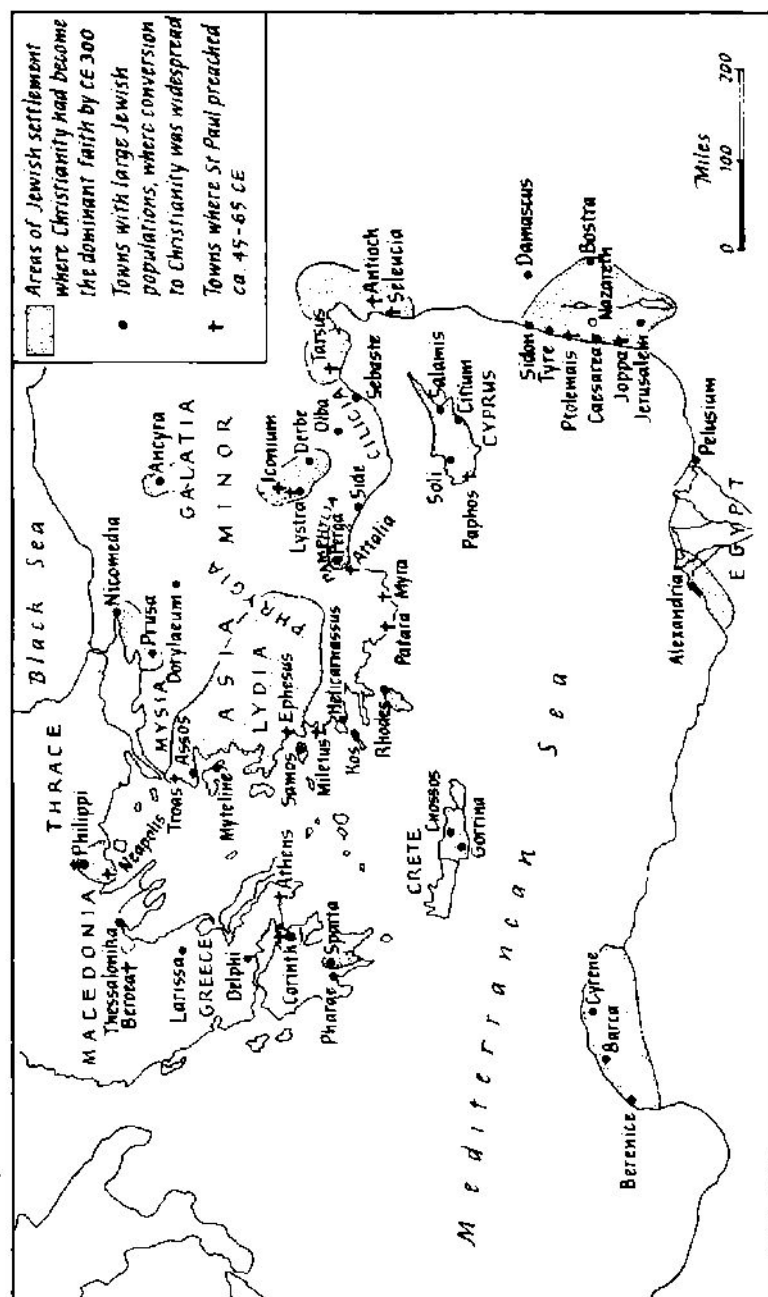 Areas of Jewish settlement
where Christianity had become
the dominant faith by CE 300
Towns with large Jewish
populations, where conversion
to Christianity was widespread
Towns where St Paul preached
ca. 45-65 CE
Black Sea
THRACE
MACEDONIA
Philippi
Neapolis
Thessalonika
Beroea
Larissa
GREECE
Delphi
Athens
Corinth
Sparta
Pharae
Nicomedia
Prusa
Dorylaeum
MYSIA
Assos
Troas
Myteline
ASIA MINOR
LYDIA
PHRYGIA
Ephesus
Samos
Miletus
Helicarnassus
Kos
Rhodes
Patara
Myra
Attalia
Perga
PAMPHYLIA
Side
Ancyra
GALATIA
Iconium
Lystra
Derbe
Olba
CILICIA
Sebaste
Tarsus
Antioch
Seleucia
Salamis
Citium
CYPRUS
Soli
Paphos
CRETE
Cnossos
Gortina
Mediterranean Sea
Damascus
Sidon
Tyre
Bostra
Ptolemais
Nazareth
Caesarea
Joppa
Jerusalem
Pelusium
EGYPT
Alexandria
Cyrene
Barca
Berenice
0 100 200
Miles